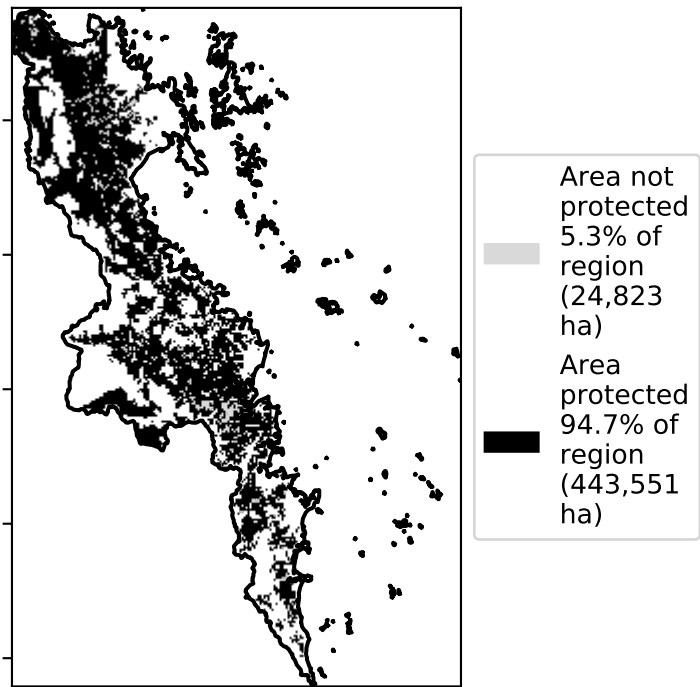 Area not
protected
5.3% of
region
(24,823
ha)
Area
protected
94.7% of
region
(443,551
ha)